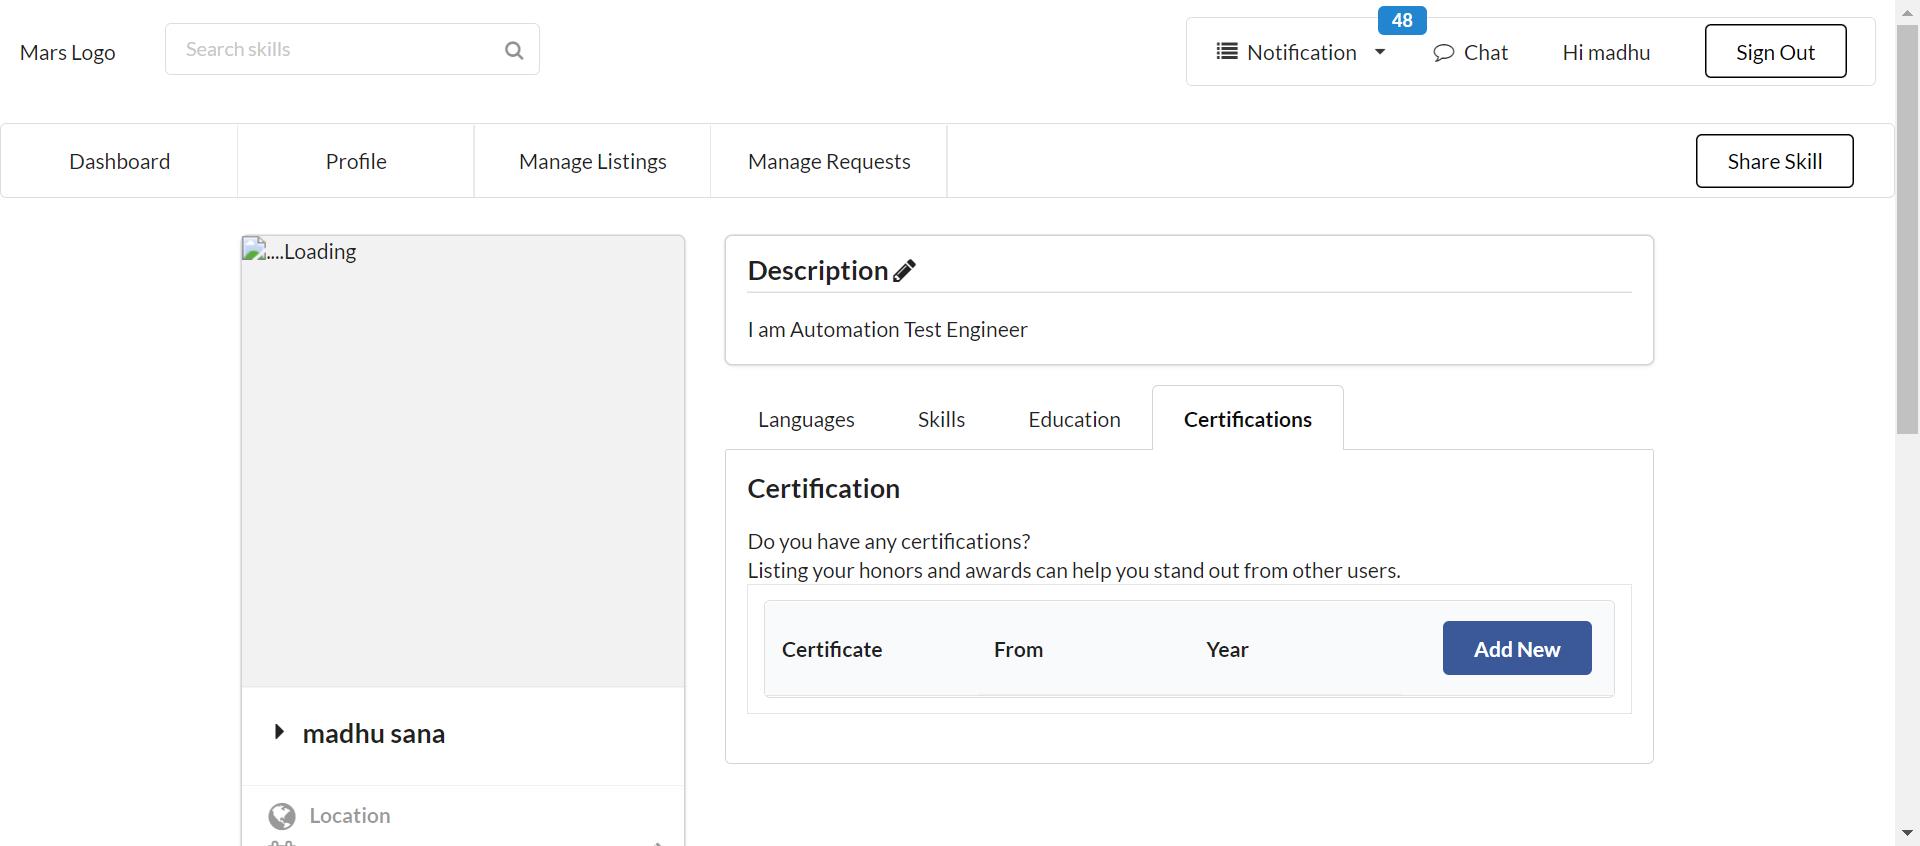 Mars Logo
Search skills
48
Notification
Chat
Hi madhu
Sign Out
Dashboard
Profile
Manage Listings
Manage Requests
Share Skill
....Loading
madhu sana
Location
Description
I am Automation Test Engineer
Languages
Skills
Education
Certifications
Certification
Do you have any certifications?
Listing your honors and awards can help you stand out from other users.
Certificate
From
Year
Add New